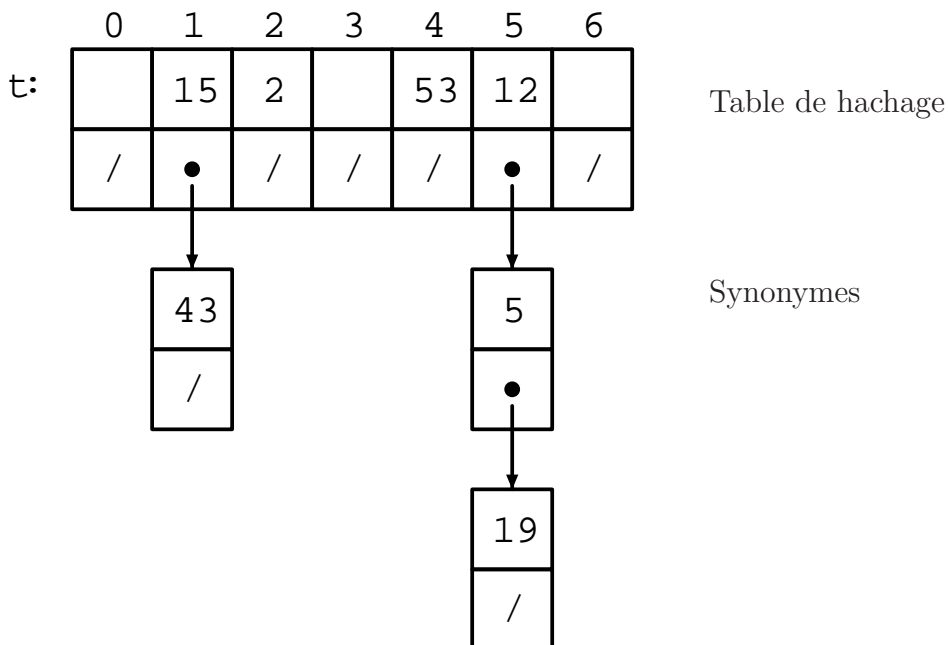 0 1 2 3 4 5 6
t: 15 2 53 12
Table de hachage
/ • / / / • /
43 5
Synonymes
/ •
19
/